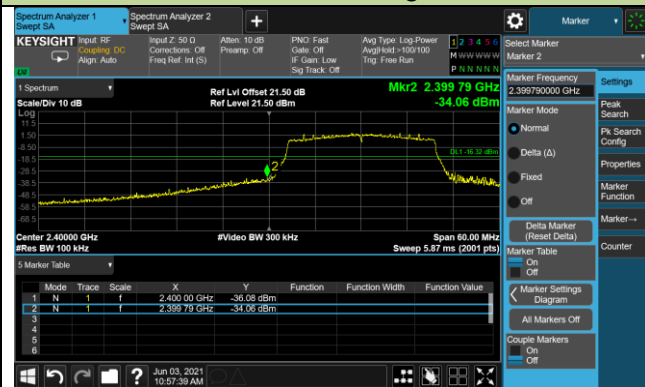 Spectrum Analyzer 1
Swept SA
Spectrum Analyzer 2
Swept SA
+
Marker
KEYSIGHT
Input: RF
Coupling: DC
Align: Auto
Input Z: 50 Ω
Corrections: Off
Freq Ref: Int (S)
Atten: 10 dB
Preamp: Off
PNO: Fast
Gate: Off
IF Gain: Low
Sig Track: Off
Avg Type: Log-Power
Avg|Hold:>100/100
Trig: Free Run
1 2 3 4 5 6
M W W W W W
P N N N N N
Select Marker
Marker 2
1 Spectrum
Scale/Div 10 dB
Log
Ref Lvl Offset 21.50 dB
Ref Level 21.50 dBm
Mkr2 2.399 79 GHz
-34.06 dBm
11.5
1.50
-8.50
-18.5
-28.5
-38.5
-48.5
-58.5
-68.5
DL1 -16.32 dBm
2
Center 2.40000 GHz
#Res BW 100 kHz
#Video BW 300 kHz
Span 60.00 MHz
Sweep 5.87 ms (2001 pts)
5 Marker Table
Mode Trace Scale X Y Function Function Width Function Value
1 N 1 f 2.400 00 GHz -36.08 dBm
2 N 1 f 2.399 79 GHz -34.06 dBm
3
4
5
6
Marker Frequency
2.399790000 GHz
Marker Mode
Normal
Delta (Δ)
Fixed
Off
Delta Marker
(Reset Delta)
Marker Table
On
Off
Marker Settings
Diagram
All Markers Off
Couple Markers
On
Off
Settings
Peak
Search
Pk Search
Config
Properties
Marker
Function
Marker→
Counter
?
Jun 03, 2021
10:57:39 AM